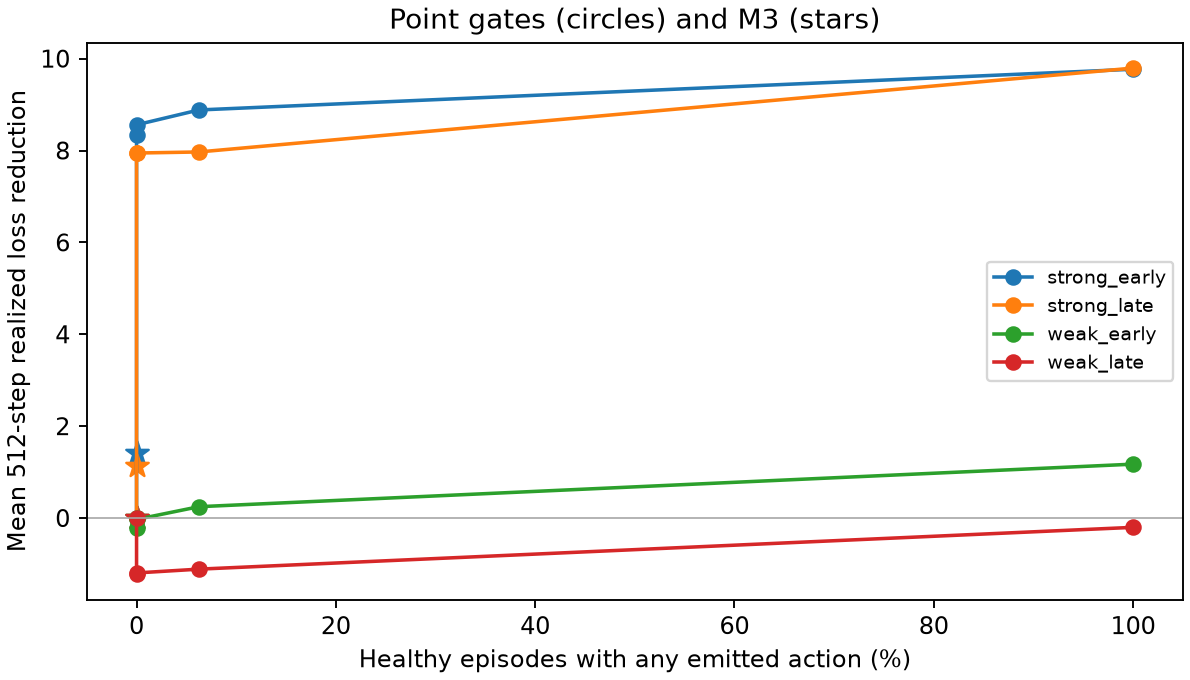 Point gates (circles) and M3 (stars)
Mean 512-step realized loss reduction
10
8
6
4
2
0
strong_early
strong_late
weak_early
weak_late
0 20 40 60 80 100
Healthy episodes with any emitted action (%)